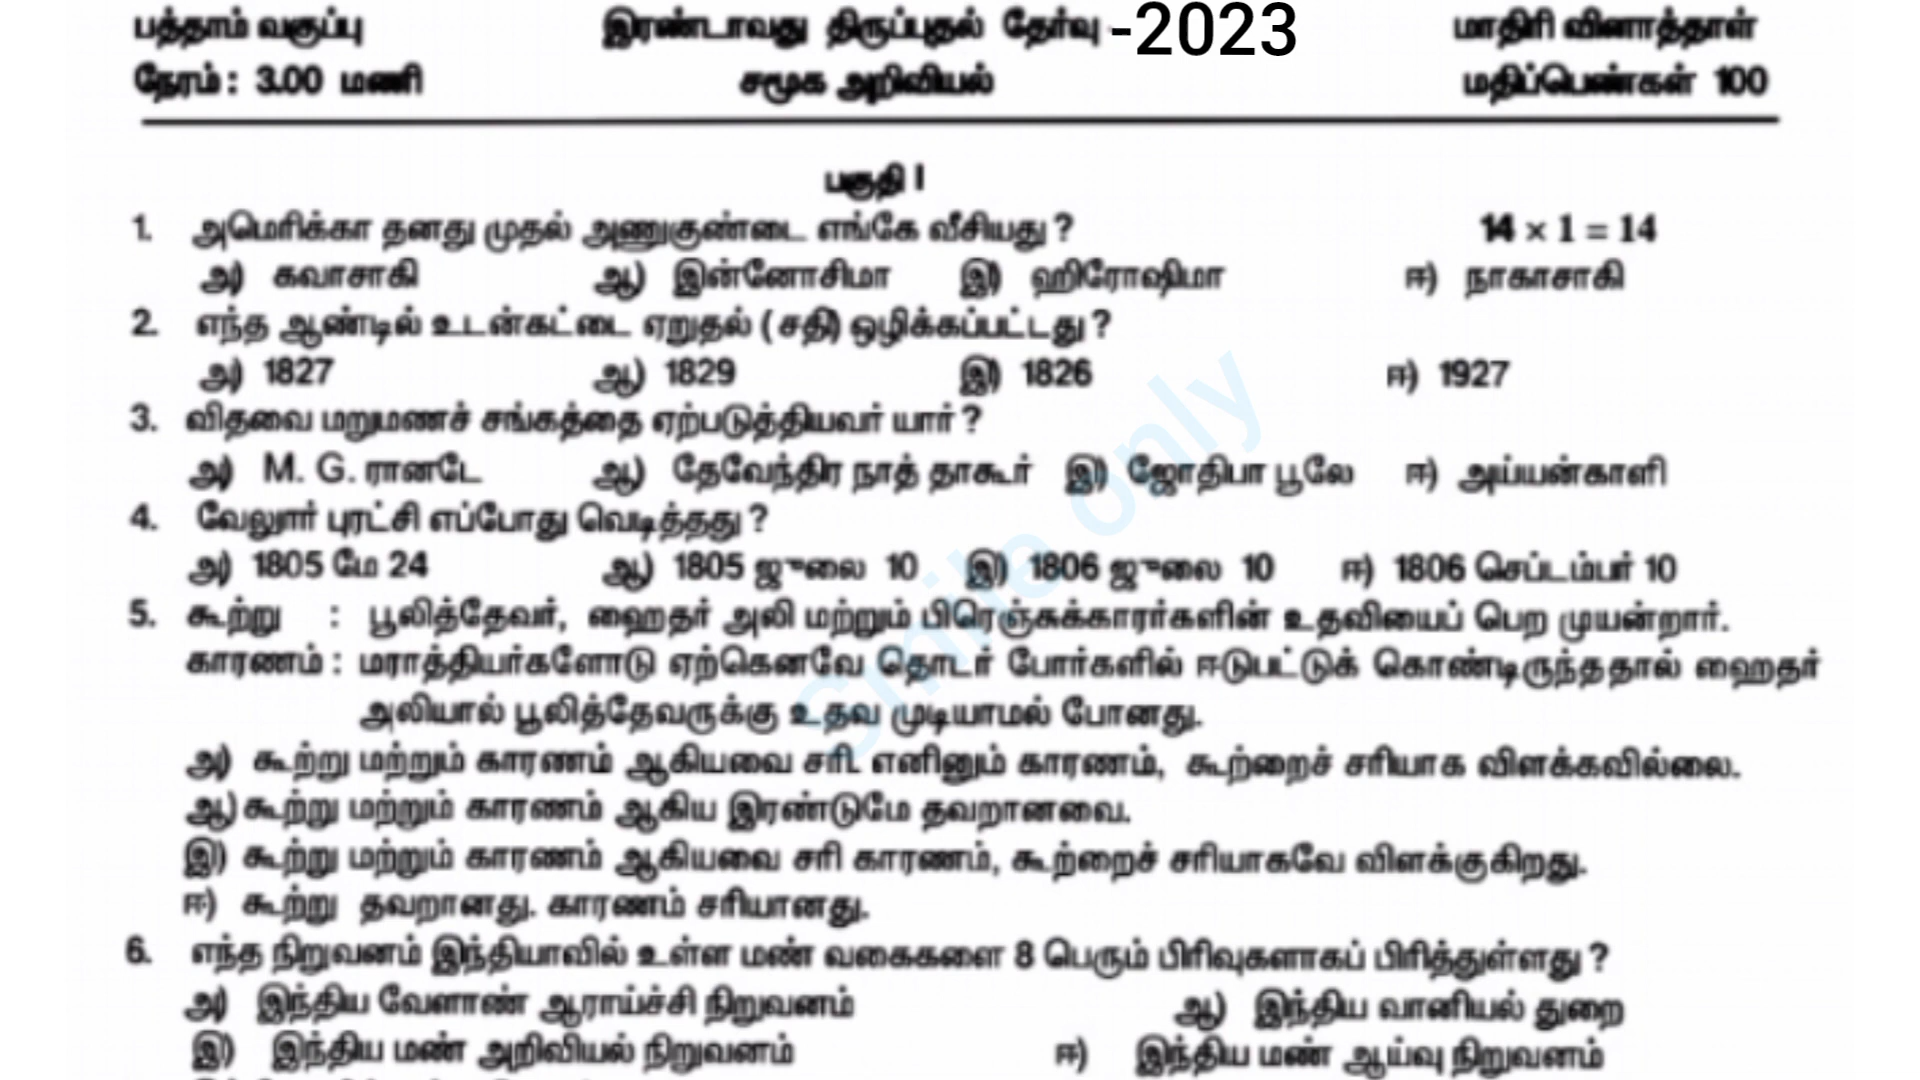 பத்தாம் வகுப்பு இரண்டாவது திருப்புதல் தேர்வு -2023 மாதிரி வினாத்தாள்
நேரம் : 3.00 மணி சமூக அறிவியல் மதிப்பெண்கள் 100
பகுதி I
1. அமெரிக்கா தனது முதல் அணுகுண்டை எங்கே வீசியது ? 14 × 1 = 14
அ) கவாசாகி ஆ) இன்னோசிமா இ) ஹிரோஷிமா ஈ) நாகாசாகி
2. எந்த ஆண்டில் உடன்கட்டை ஏறுதல் ( சதி) ஒழிக்கப்பட்டது ?
அ) 1827 ஆ) 1829 இ) 1826 ஈ) 1927
3. விதவை மறுமணச் சங்கத்தை ஏற்படுத்தியவர் யார் ?
அ) M. G. ரானடே ஆ) தேவேந்திர நாத் தாகூர் இ) ஜோதிபா பூலே ஈ) அய்யன்காளி
4. வேலூர் புரட்சி எப்போது வெடித்தது ?
அ) 1805 மே 24 ஆ) 1805 ஜுலை 10 இ) 1806 ஜுலை 10 ஈ) 1806 செப்டம்பர் 10
5. கூற்று : பூலித்தேவர், ஹைதர் அலி மற்றும் பிரெஞ்சுக்காரர்களின் உதவியைப் பெற முயன்றார்.
காரணம் : மராத்தியர்களோடு ஏற்கெனவே தொடர் போர்களில் ஈடுபட்டுக் கொண்டிருந்ததால் ஹைதர்
அலியால் பூலித்தேவருக்கு உதவ முடியாமல் போனது.
அ) கூற்று மற்றும் காரணம் ஆகியவை சரி. எனினும் காரணம், கூற்றைச் சரியாக விளக்கவில்லை.
ஆ) கூற்று மற்றும் காரணம் ஆகிய இரண்டுமே தவறானவை.
இ) கூற்று மற்றும் காரணம் ஆகியவை சரி காரணம், கூற்றைச் சரியாகவே விளக்குகிறது.
ஈ) கூற்று தவறானது. காரணம் சரியானது.
6. எந்த நிறுவனம் இந்தியாவில் உள்ள மண் வகைகளை 8 பெரும் பிரிவுகளாகப் பிரித்துள்ளது ?
அ) இந்திய வேளாண் ஆராய்ச்சி நிறுவனம் ஆ) இந்திய வானியல் துறை
இ) இந்திய மண் அறிவியல் நிறுவனம் ஈ) இந்திய மண் ஆய்வு நிறுவனம்
Smile only